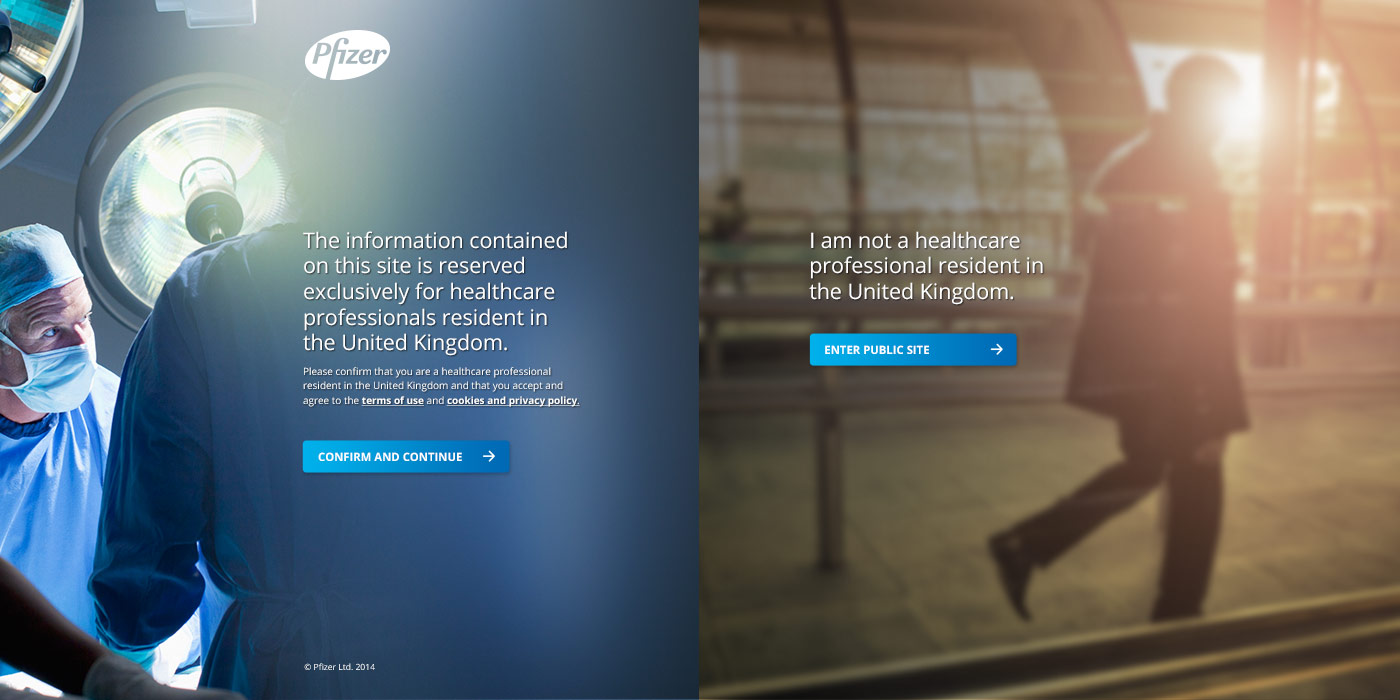 Pfizer
The information contained
on this site is reserved
exclusively for healthcare
professionals resident in
the United Kingdom.
Please confirm that you are a healthcare professional
resident in the United Kingdom and that you accept and
agree to the terms of use and cookies and privacy policy.
CONFIRM AND CONTINUE
© Pfizer Ltd. 2014
I am not a healthcare
professional resident in
the United Kingdom.
ENTER PUBLIC SITE